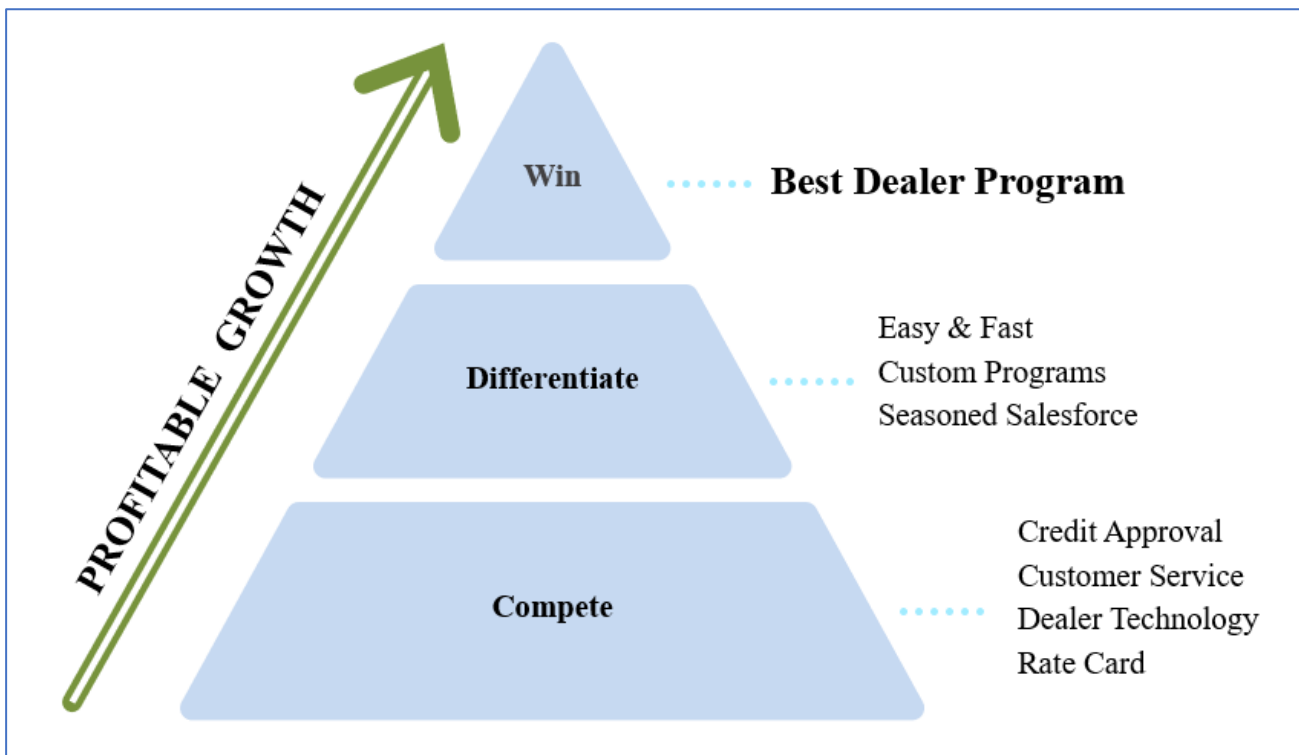 PROFITABLE GROWTH
Win
Best Dealer Program
Differentiate
Easy & Fast
Custom Programs
Seasoned Salesforce
Compete
Credit Approval
Customer Service
Dealer Technology
Rate Card